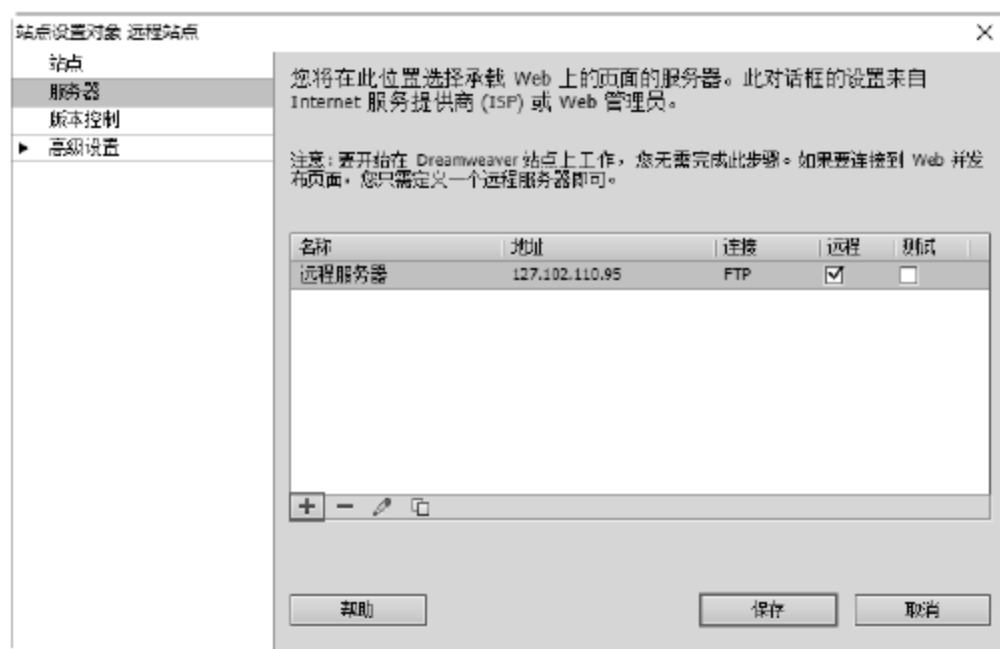 站点设置对象 远程站点
站点
服务器
版本控制
高级设置
您将在此位置选择承载 Web 上的页面的服务器。此对话框的设置来自
Internet 服务提供商 (ISP) 或 Web 管理员。
注意：要开始在 Dreamweaver 站点上工作，您无需完成此步骤。如果要连接到 Web 并发
布页面，您只需定义一个远程服务器即可。
名称 地址 连接 远程 测试
远程服务器 127.102.110.95 FTP
帮助 保存 取消